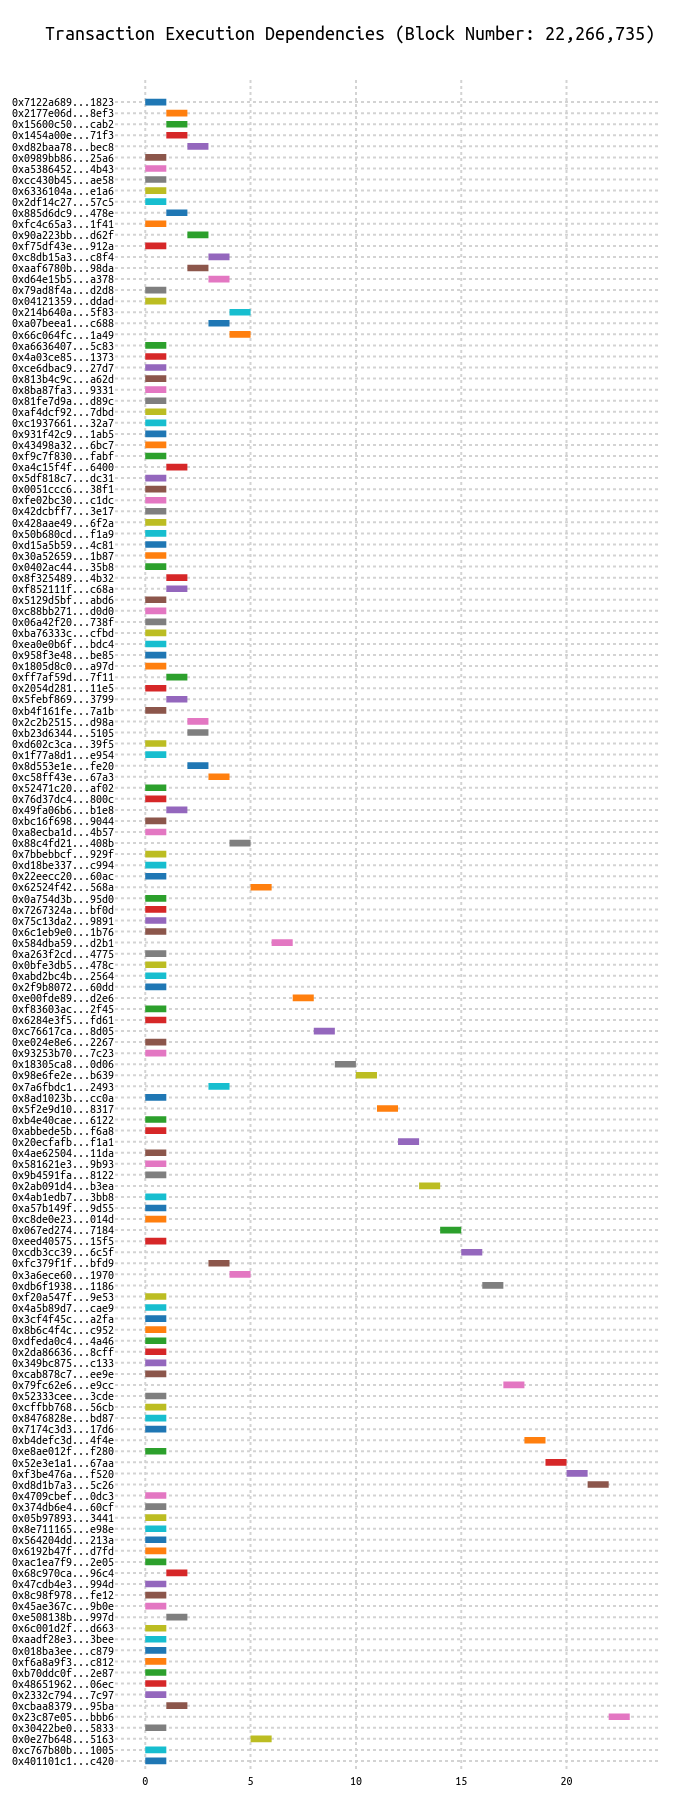 Transaction Execution Dependencies (Block Number: 22,266,735)
0x7122a689...1823
0x2177e06d...8ef3
0x15600c50...cab2
0x1454a00e...71f3
0xd82baa78...bec8
0x0989bb86...25a6
0xa5386452...4b43
0xcc430b45...ae58
0x6336104a...e1a6
0x2df14c27...57c5
0x885d6dc9...478e
0xfc4c65a3...1f41
0x90a223bb...d62f
0xf75df43e...912a
0xc8db15a3...c8f4
0xaaf6780b...98da
0xd64e15b5...a378
0x79ad8f4a...d2d8
0x04121359...ddad
0x214b640a...5f83
0xa07beea1...c688
0x66c064fc...1a49
0xa6636407...5c83
0x4a03ce85...1373
0xce6dbac9...27d7
0x813b4c9c...a62d
0x8ba87fa3...9331
0x81fe7d9a...d89c
0xaf4dcf92...7dbd
0xc1937661...32a7
0x931f42c9...1ab5
0x43498a32...6bc7
0xf9c7f830...fabf
0xa4c15f4f...6400
0x5df818c7...dc31
0x0051ccc6...38f1
0xfe02bc30...c1dc
0x42dcbff7...3e17
0x428aae49...6f2a
0x50b680cd...f1a9
0xd15a5b59...4c81
0x30a52659...1b87
0x0402ac44...35b8
0x8f325489...4b32
0xf852111f...c68a
0x5129d5bf...abd6
0xc88bb271...d0d0
0x06a42f20...738f
0xba76333c...cfbd
0xea0e0b6f...bdc4
0x958f3e48...be85
0x1805d8c0...a97d
0xff7af59d...7f11
0x2054d281...11e5
0x5febf869...3799
0xb4f161fe...7a1b
0x2c2b2515...d98a
0xb23d6344...5105
0xd602c3ca...39f5
0x1f77a8d1...e954
0x8d553e1e...fe20
0xc58ff43e...67a3
0x52471c20...af02
0x76d37dc4...800c
0x49fa06b6...b1e8
0xbc16f698...9044
0xa8ecba1d...4b57
0x88c4fd21...408b
0x7bbebbcf...929f
0xd18be337...c994
0x22eecc20...60ac
0x62524f42...568a
0x0a754d3b...95d0
0x7267324a...bf0d
0x75c13da2...9891
0x6c1eb9e0...1b76
0x584dba59...d2b1
0xa263f2cd...4775
0x0bfe3db5...478c
0xabd2bc4b...2564
0x2f9b8072...60dd
0xe00fde89...d2e6
0xf83603ac...2f45
0x6284e3f5...fd61
0xc76617ca...8d05
0xe024e8e6...2267
0x93253b70...7c23
0x18305ca8...0d06
0x98e6fe2e...b639
0x7a6fbdc1...2493
0x8ad1023b...cc0a
0x5f2e9d10...8317
0xb4e40cae...6122
0xabbede5b...f6a8
0x20ecfafb...f1a1
0x4ae62504...11da
0x581621e3...9b93
0x9b4591fa...8122
0x2ab091d4...b3ea
0x4ab1edb7...3bb8
0xa57b149f...9d55
0xc8de0e23...014d
0x067ed274...7184
0xeed40575...15f5
0xcdb3cc39...6c5f
0xfc379f1f...bfd9
0x3a6ece60...1970
0xdb6f1938...1186
0xf20a547f...9e53
0x4a5b89d7...cae9
0x3cf4f45c...a2fa
0x8b6c4f4c...c952
0xdfeda0c4...4a46
0x2da86636...8cff
0x349bc875...c133
0xcab878c7...ee9e
0x79fc62e6...e9cc
0x52333cee...3cde
0xcffbb768...56cb
0x8476828e...bd87
0x7174c3d3...17d6
0xb4defc3d...4f4e
0xe8ae012f...f280
0x52e3e1a1...67aa
0xf3be476a...f520
0xd8d1b7a3...5c26
0x4709cbef...0dc3
0x374db6e4...60cf
0x05b97893...3441
0x8e711165...e98e
0x564204dd...213a
0x6192b47f...d7fd
0xac1ea7f9...2e05
0x68c970ca...96c4
0x47cdb4e3...994d
0x8c98f978...fe12
0x45ae367c...9b0e
0xe508138b...997d
0x6c001d2f...d663
0xaadf28e3...3bee
0x018ba3ee...c879
0xf6a8a9f3...c812
0xb70ddc0f...2e87
0x48651962...06ec
0x2332c794...7c97
0xcbaa8379...95ba
0x23c87e05...bbb6
0x30422be0...5833
0x0e27b648...5163
0xc767b80b...1005
0x401101c1...c420
0 5 10 15 20